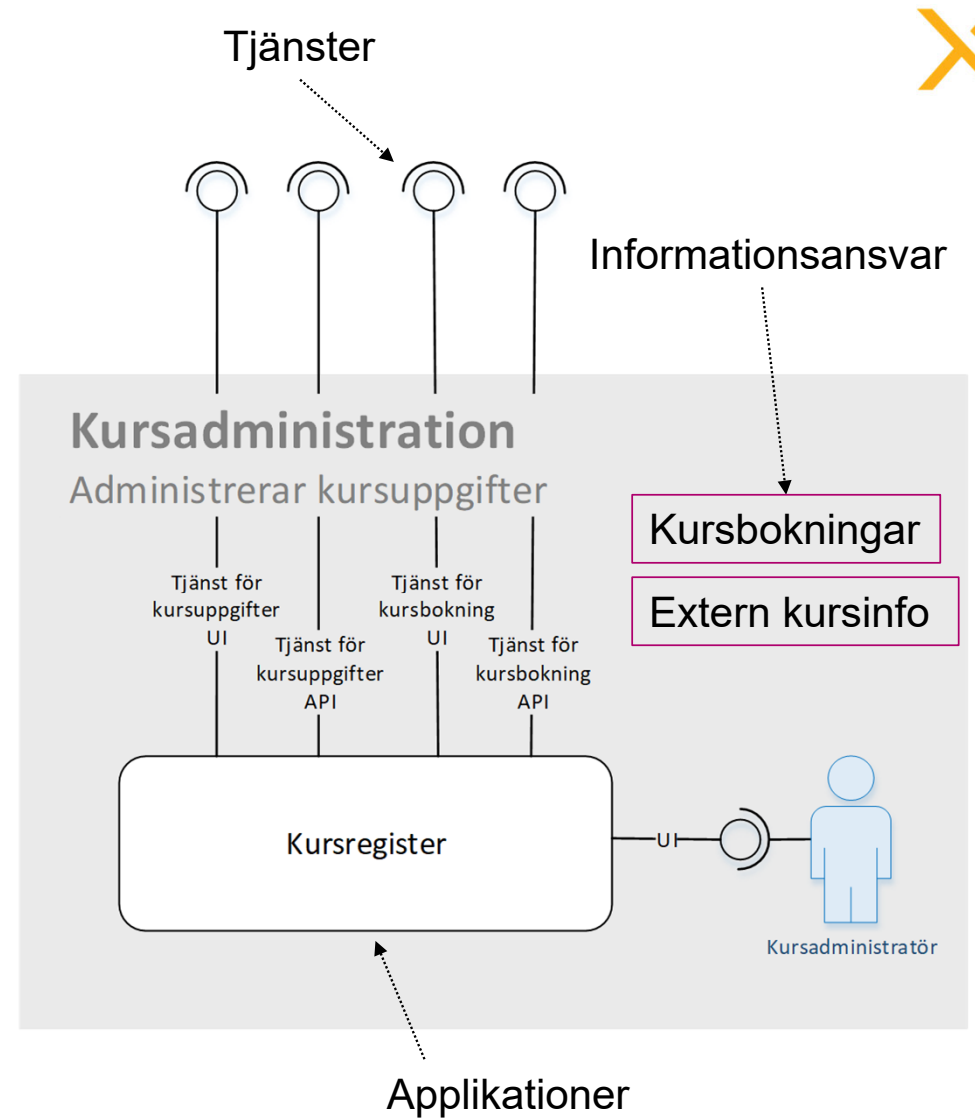 Tjänster
Informationsansvar
Kursadministration
Administrerar kursuppgifter
Kursbokningar
Extern kursinfo
Tjänst för
kursuppgifter
UI
Tjänst för
kursuppgifter
API
Tjänst för
kursbokning
UI
Tjänst för
kursbokning
API
Kursregister
UI
Kursadministratör
Applikationer